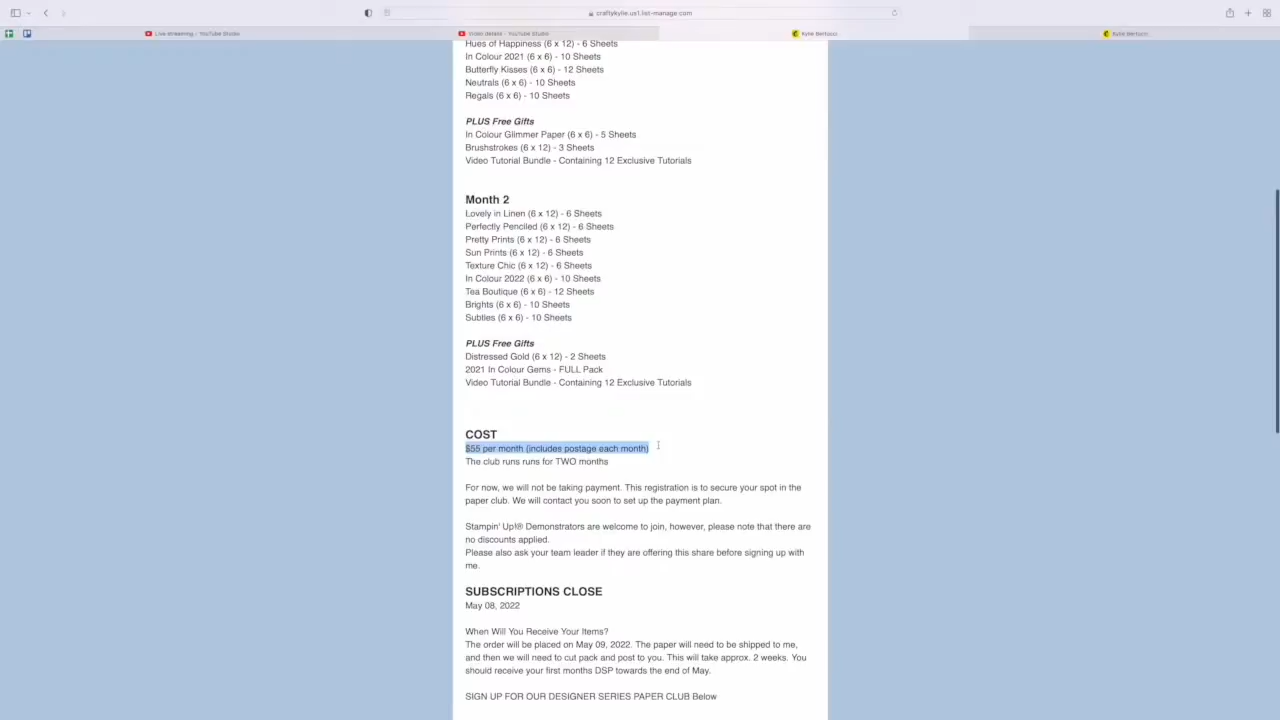 craftykylie.us1.list-manage.com
Live streaming - YouTube Studio
Video details - YouTube Studio
Kylie Bertucci
Kylie Bertucci
Hues of Happiness (6 x 12) - 6 Sheets
In Colour 2021 (6 x 6) - 10 Sheets
Butterfly Kisses (6 x 6) - 12 Sheets
Neutrals (6 x 6) - 10 Sheets
Regals (6 x 6) - 10 Sheets
PLUS Free Gifts
In Colour Glimmer Paper (6 x 6) - 5 Sheets
Brushstrokes (6 x 12) - 3 Sheets
Video Tutorial Bundle - Containing 12 Exclusive Tutorials
Month 2
Lovely in Linen (6 x 12) - 6 Sheets
Perfectly Penciled (6 x 12) - 6 Sheets
Pretty Prints (6 x 12) - 6 Sheets
Sun Prints (6 x 12) - 6 Sheets
Texture Chic (6 x 12) - 6 Sheets
In Colour 2022 (6 x 6) - 10 Sheets
Tea Boutique (6 x 6) - 12 Sheets
Brights (6 x 6) - 10 Sheets
Subtles (6 x 6) - 10 Sheets
PLUS Free Gifts
Distressed Gold (6 x 12) - 2 Sheets
2021 In Colour Gems - FULL Pack
Video Tutorial Bundle - Containing 12 Exclusive Tutorials
COST
$55 per month (includes postage each month)
The club runs runs for TWO months
For now, we will not be taking payment. This registration is to secure your spot in the
paper club. We will contact you soon to set up the payment plan.
Stampin' Up!® Demonstrators are welcome to join, however, please note that there are
no discounts applied.
Please also ask your team leader if they are offering this share before signing up with
me.
SUBSCRIPTIONS CLOSE
May 08, 2022
When Will You Receive Your Items?
The order will be placed on May 09, 2022. The paper will need to be shipped to me,
and then we will need to cut pack and post to you. This will take approx. 2 weeks. You
should receive your first months DSP towards the end of May.
SIGN UP FOR OUR DESIGNER SERIES PAPER CLUB Below